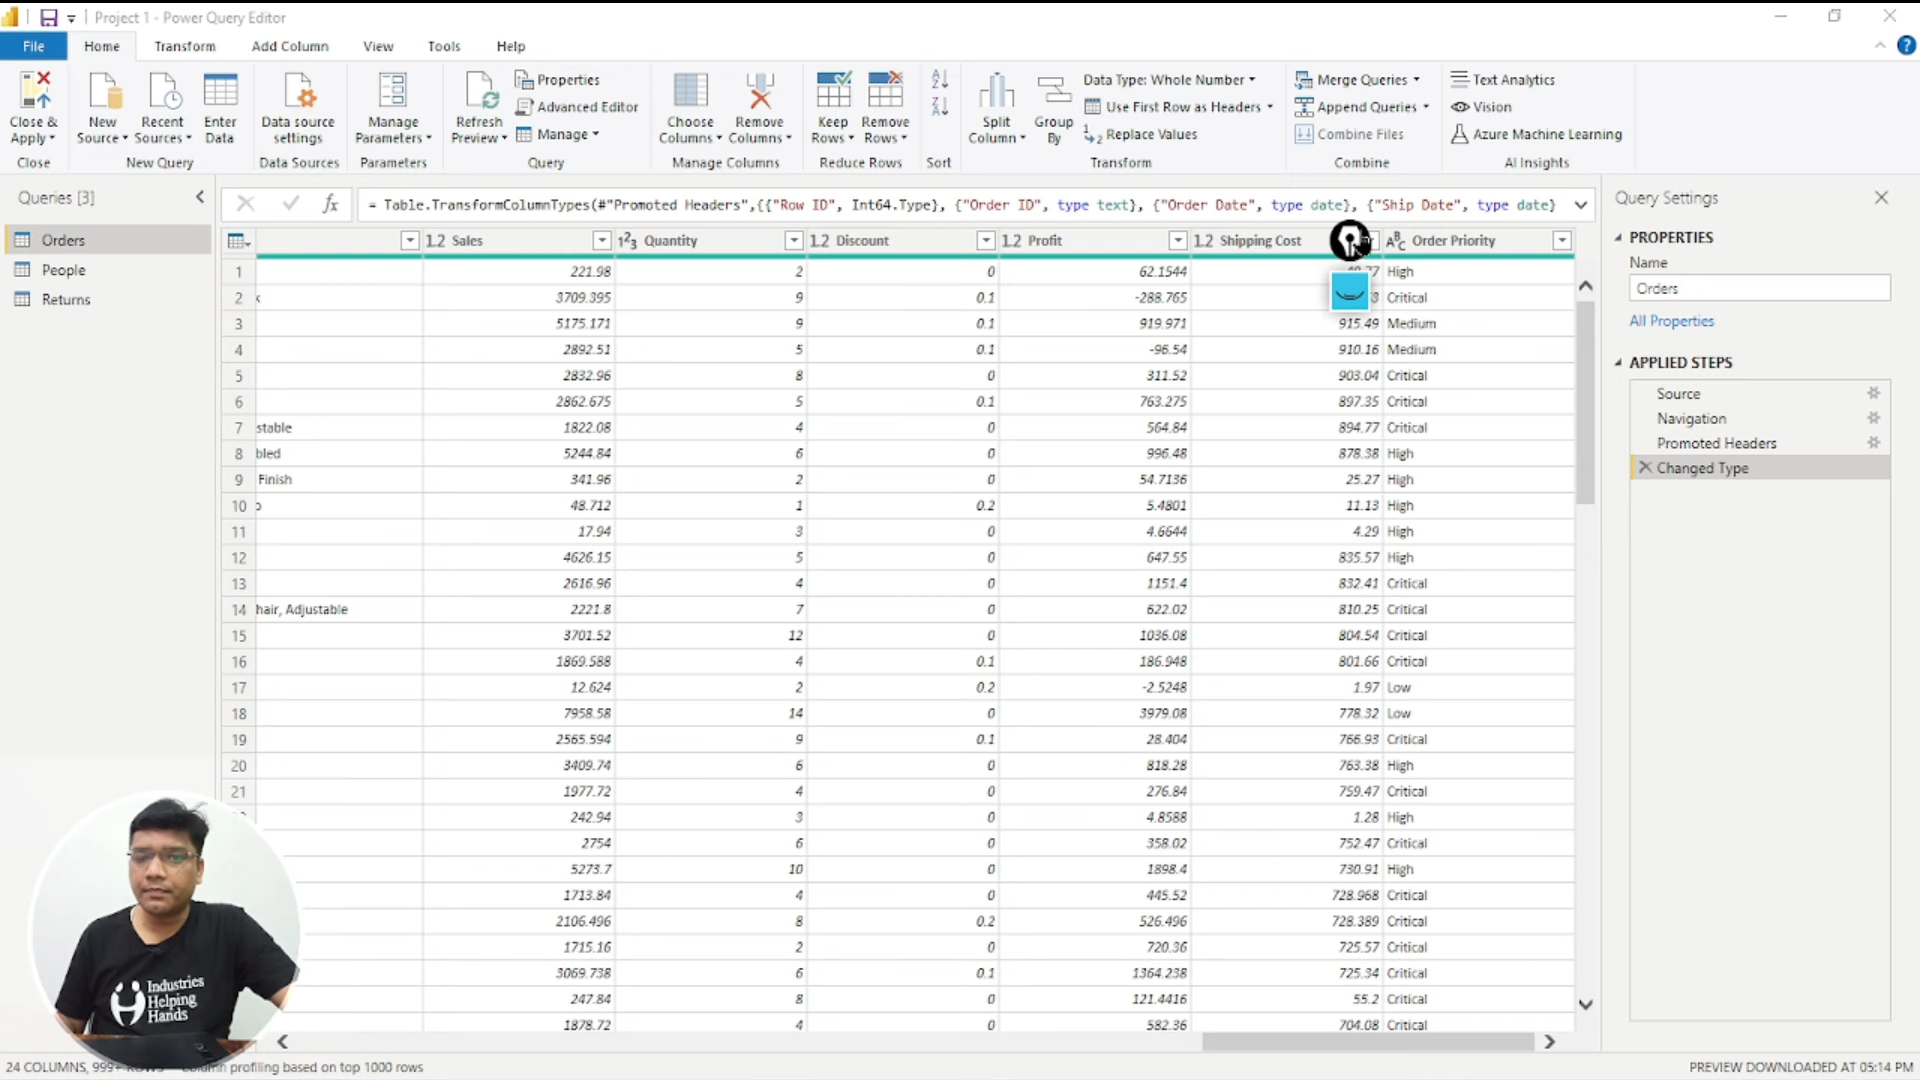 Project 1 - Power Query Editor
File Home Transform Add Column View Tools Help
Close & Apply
New Source
Recent Sources
Enter Data
Data source settings
Manage Parameters
Refresh Preview
Properties
Advanced Editor
Manage
Choose Columns
Remove Columns
Keep Rows
Remove Rows
Split Column
Group By
Data Type: Whole Number
Use First Row as Headers
Replace Values
Merge Queries
Append Queries
Combine Files
Text Analytics
Vision
Azure Machine Learning
Close New Query Data Sources Parameters Query Manage Columns Reduce Rows Sort Transform Combine AI Insights
Queries [3]
Orders
People
Returns
fx = Table.TransformColumnTypes(#"Promoted Headers",{{"Row ID", Int64.Type}, {"Order ID", type text}, {"Order Date", type date}, {"Ship Date", type date}
1.2 Sales 1²3 Quantity 1.2 Discount 1.2 Profit 1.2 Shipping Cost ABC Order Priority
1 221.98 2 0 62.1544 High
2 3709.395 9 0.1 -288.765 Critical
3 5175.171 9 0.1 919.971 915.49 Medium
4 2892.51 5 0.1 -96.54 910.16 Medium
5 2832.96 8 0 311.52 903.04 Critical
6 2862.675 5 0.1 763.275 897.35 Critical
7 stable 1822.08 4 0 564.84 894.77 Critical
8 bled 5244.84 6 0 996.48 878.38 High
9 Finish 341.96 2 0 54.7136 25.27 High
10 48.712 1 0.2 5.4801 11.13 High
11 17.94 3 0 4.6644 4.29 High
12 4626.15 5 0 647.55 835.57 High
13 2616.96 4 0 1151.4 832.41 Critical
14 hair, Adjustable 2221.8 7 0 622.02 810.25 Critical
15 3701.52 12 0 1036.08 804.54 Critical
16 1869.588 4 0.1 186.948 801.66 Critical
17 12.624 2 0.2 -2.5248 1.97 Low
18 7958.58 14 0 3979.08 778.32 Low
19 2565.594 9 0.1 28.404 766.93 Critical
20 3409.74 6 0 818.28 763.38 High
21 1977.72 4 0 276.84 759.47 Critical
242.94 3 0 4.8588 1.28 High
2754 6 0 358.02 752.47 Critical
5273.7 10 0 1898.4 730.91 High
1713.84 4 0 445.52 728.968 Critical
2106.496 8 0.2 526.496 728.389 Critical
1715.16 2 0 720.36 725.57 Critical
3069.738 6 0.1 1364.238 725.34 Critical
247.84 8 0 121.4416 55.2 Critical
1878.72 4 0 582.36 704.08 Critical
Query Settings
PROPERTIES
Name
Orders
All Properties
APPLIED STEPS
Source
Navigation
Promoted Headers
Changed Type
Industries
Helping
Hands
24 COLUMNS, 999+ Column profiling based on top 1000 rows
PREVIEW DOWNLOADED AT 05:14 PM